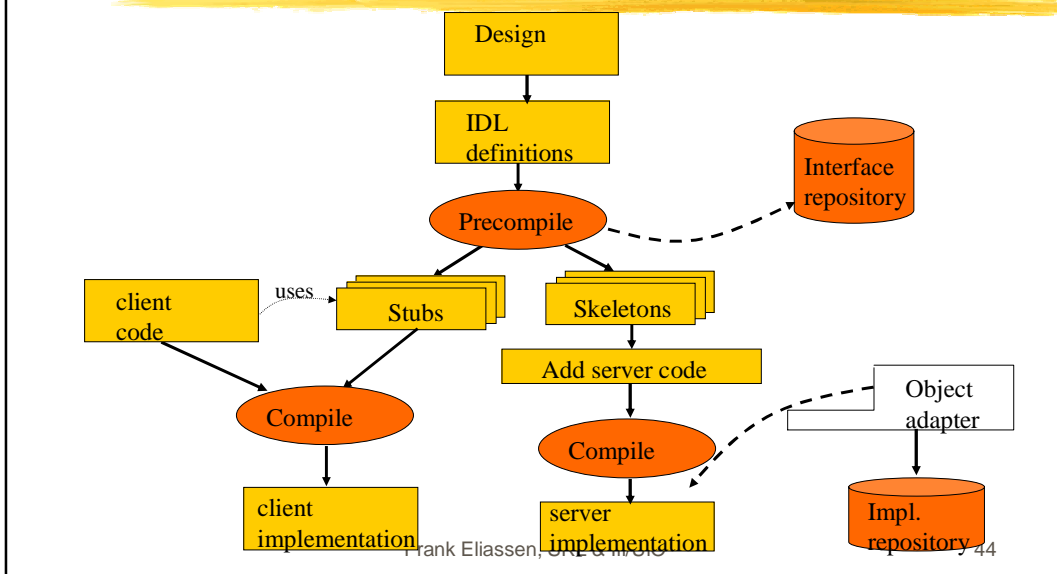 Design
IDL
definitions
Interface
repository
Precompile
client
code
uses
Stubs
Skeletons
Add server code
Object
adapter
Compile
Compile
client
implementation
server
implementation
Impl.
repository
Frank Eliassen, & 44